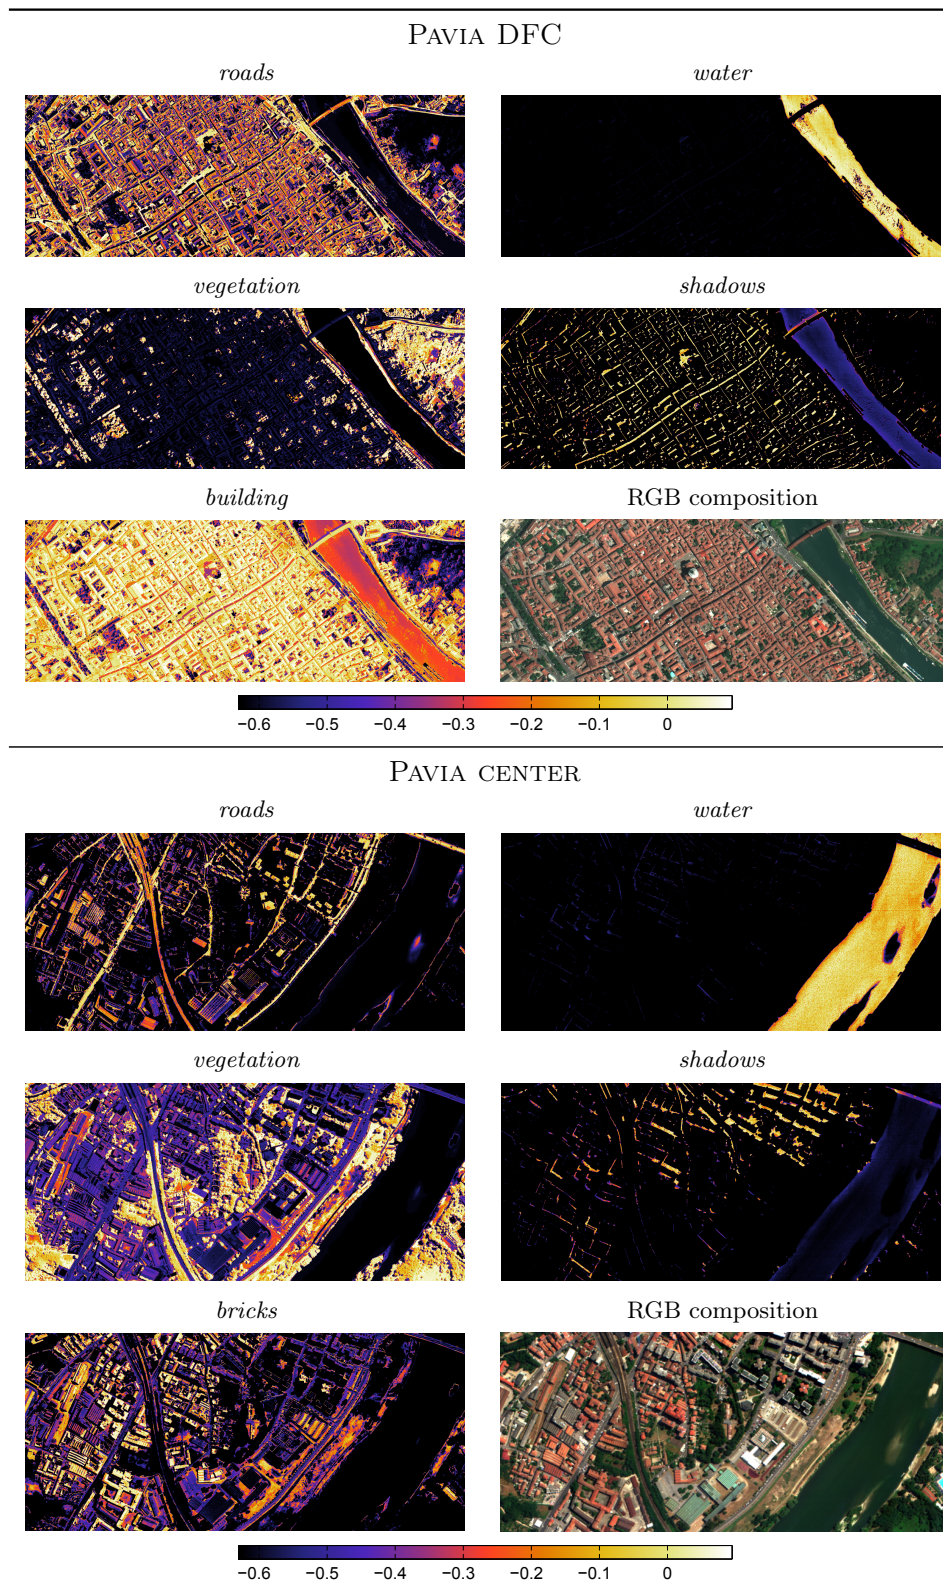 PAVIA DFC
roads water
vegetation shadows
building RGB composition
−0.6 −0.5 −0.4 −0.3 −0.2 −0.1 0
PAVIA CENTER
roads water
vegetation shadows
bricks RGB composition
−0.6 −0.5 −0.4 −0.3 −0.2 −0.1 0